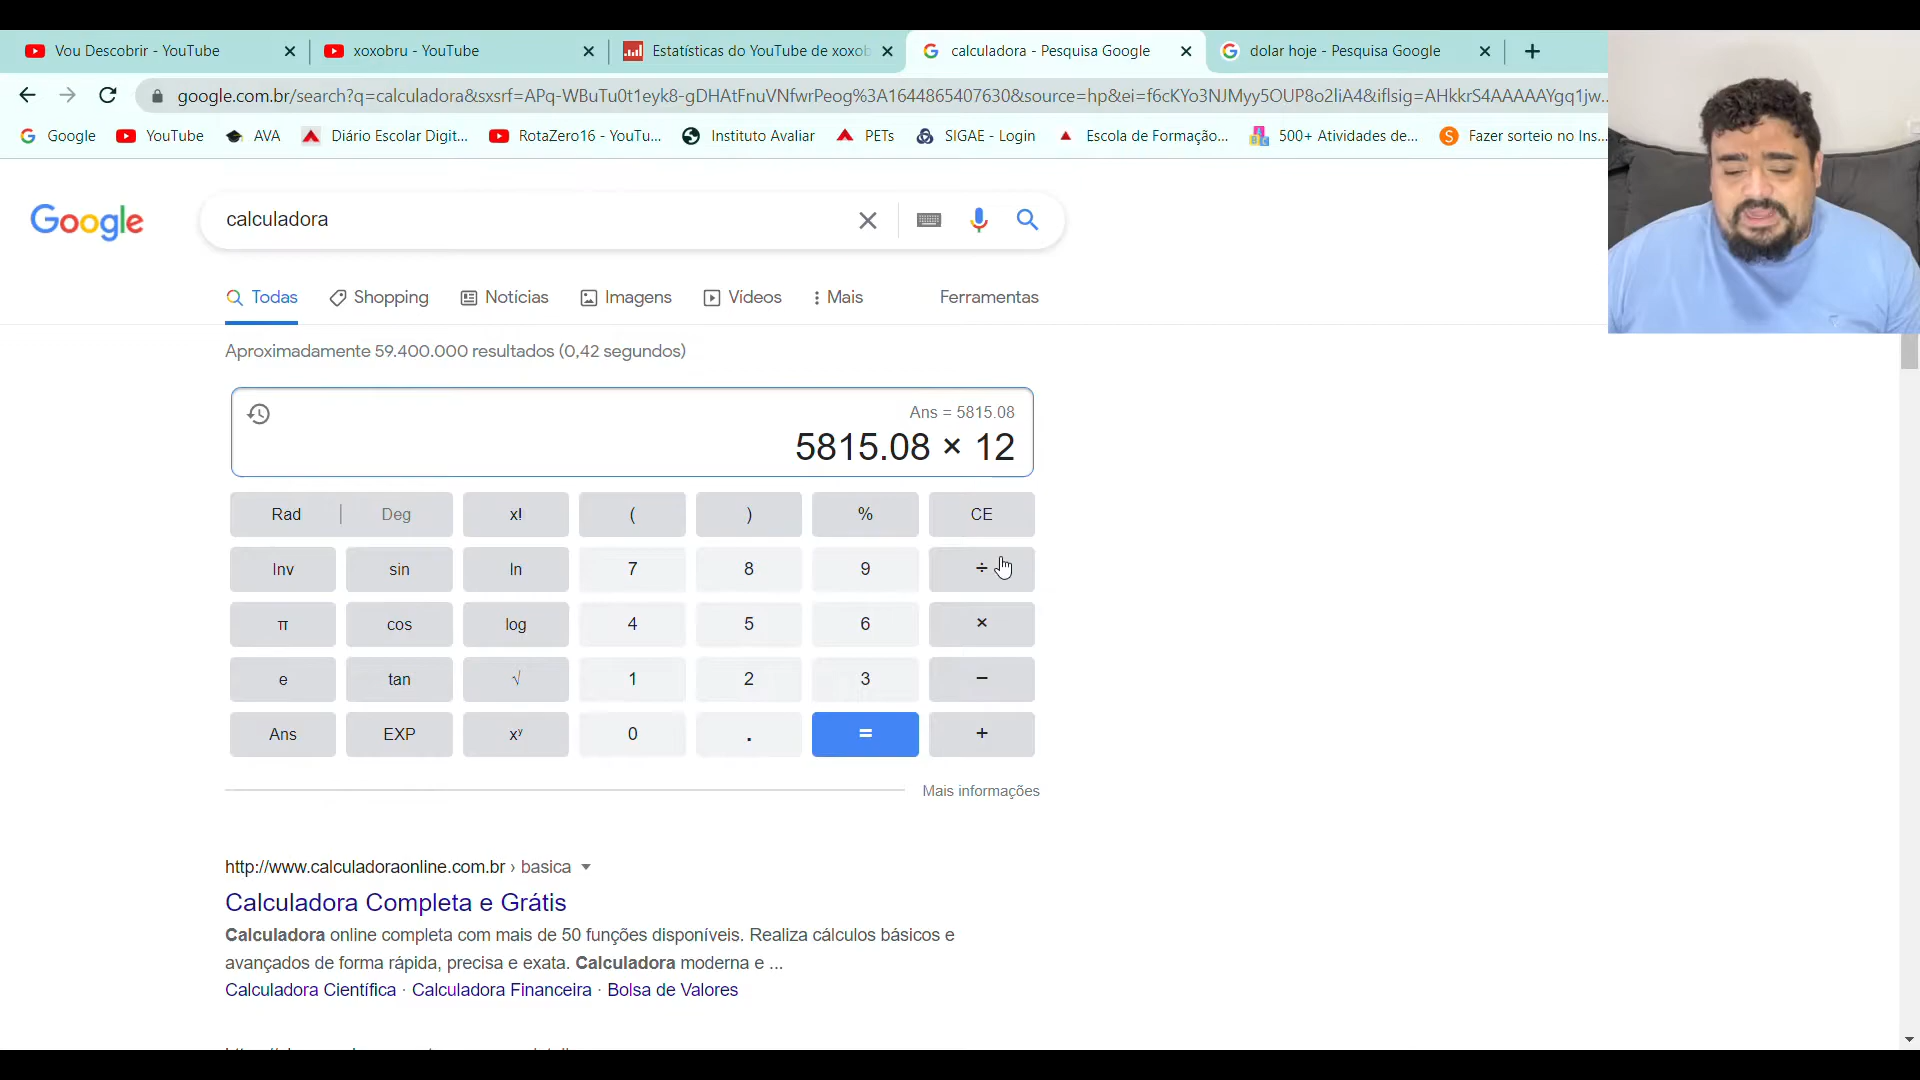 Vou Descobrir - YouTube
xoxobru - YouTube
Estatísticas do YouTube de xoxob
calculadora - Pesquisa Google
dolar hoje - Pesquisa Google
google.com.br/search?q=calculadora&sxsrf=APq-WBuTu0t1eyk8-gDHAtFnuVNfwrPeog%3A1644865407630&source=hp&ei=f6cKYo3NJMyy5OUP8o2liA4&iflsig=AHkkrS4AAAAAYgq1jw...
Google YouTube AVA Diário Escolar Digit... RotaZero16 - YouTu... Instituto Avaliar PETs SIGAE - Login Escola de Formação... 500+ Atividades de... Fazer sorteio no Ins...
Google
calculadora
Todas Shopping Notícias Imagens Vídeos Mais Ferramentas
Aproximadamente 59.400.000 resultados (0,42 segundos)
Ans = 5815.08
5815.08 × 12
Rad | Deg x! ( ) % CE
Inv sin ln 7 8 9 ÷
π cos log 4 5 6 ×
e tan √ 1 2 3 −
Ans EXP xʸ 0 . = +
Mais informações
http://www.calculadoraonline.com.br › basica
Calculadora Completa e Grátis
Calculadora online completa com mais de 50 funções disponíveis. Realiza cálculos básicos e
avançados de forma rápida, precisa e exata. Calculadora moderna e ...
Calculadora Científica · Calculadora Financeira · Bolsa de Valores